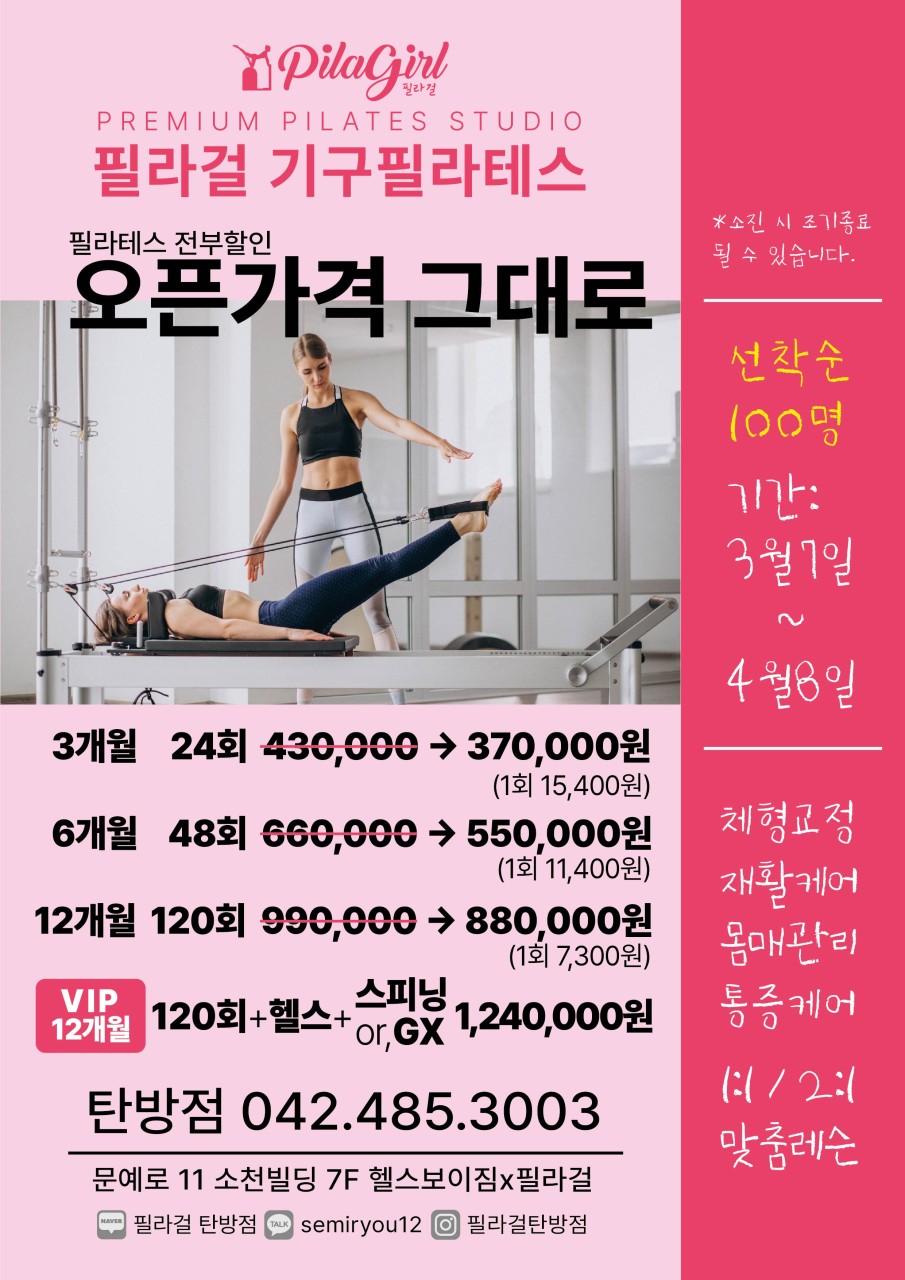 PilaGirl
필라걸
PREMIUM PILATES STUDIO
필라걸 기구필라테스
필라테스 전부할인
오픈가격 그대로
3개월 24회 430,000 → 370,000원
(1회 15,400원)
6개월 48회 660,000 → 550,000원
(1회 11,400원)
12개월 120회 990,000 → 880,000원
(1회 7,300원)
VIP
12개월
120회+헬스+스피닝
or,GX
1,240,000원
탄방점 042.485.3003
문예로 11 소천빌딩 7F 헬스보이짐x필라걸
NAVER 필라걸 탄방점 TALK semiryou12 필라걸탄방점
*소진 시 조기종료
될 수 있습니다.
선착순
100명
기간:
3월7일
~
4월8일
체형교정
재활케어
몸매관리
통증케어
1:1 / 2:1
맞춤레슨